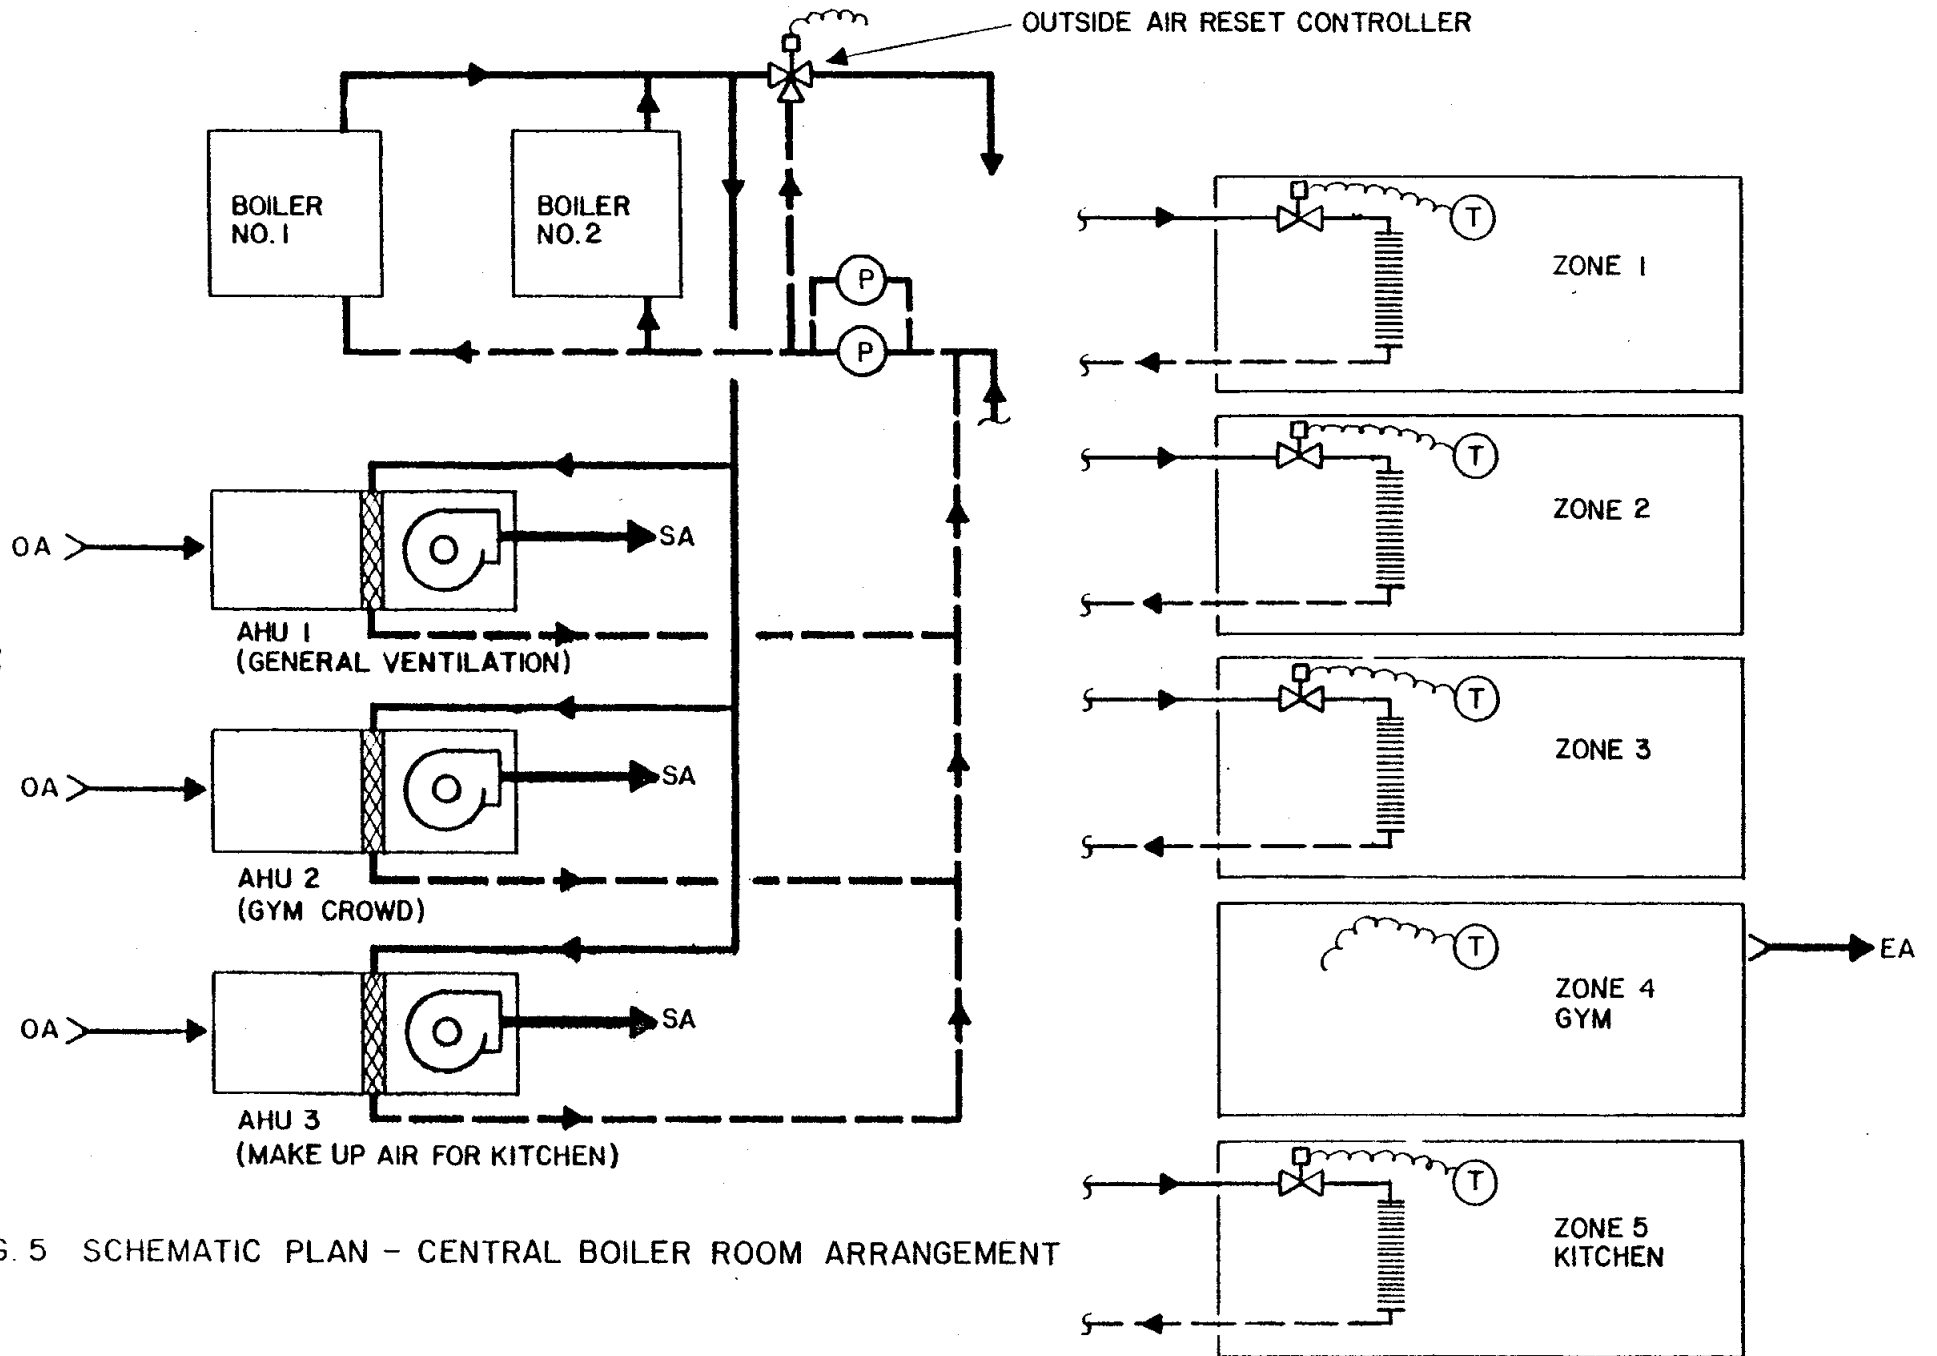 OUTSIDE AIR RESET CONTROLLER
BOILER
NO. 1
BOILER
NO. 2
P
P
OA
SA
AHU 1
(GENERAL VENTILATION)
OA
SA
AHU 2
(GYM CROWD)
OA
SA
AHU 3
(MAKE UP AIR FOR KITCHEN)
T
ZONE 1
T
ZONE 2
T
ZONE 3
T
ZONE 4
GYM
EA
T
ZONE 5
KITCHEN
G. 5 SCHEMATIC PLAN - CENTRAL BOILER ROOM ARRANGEMENT